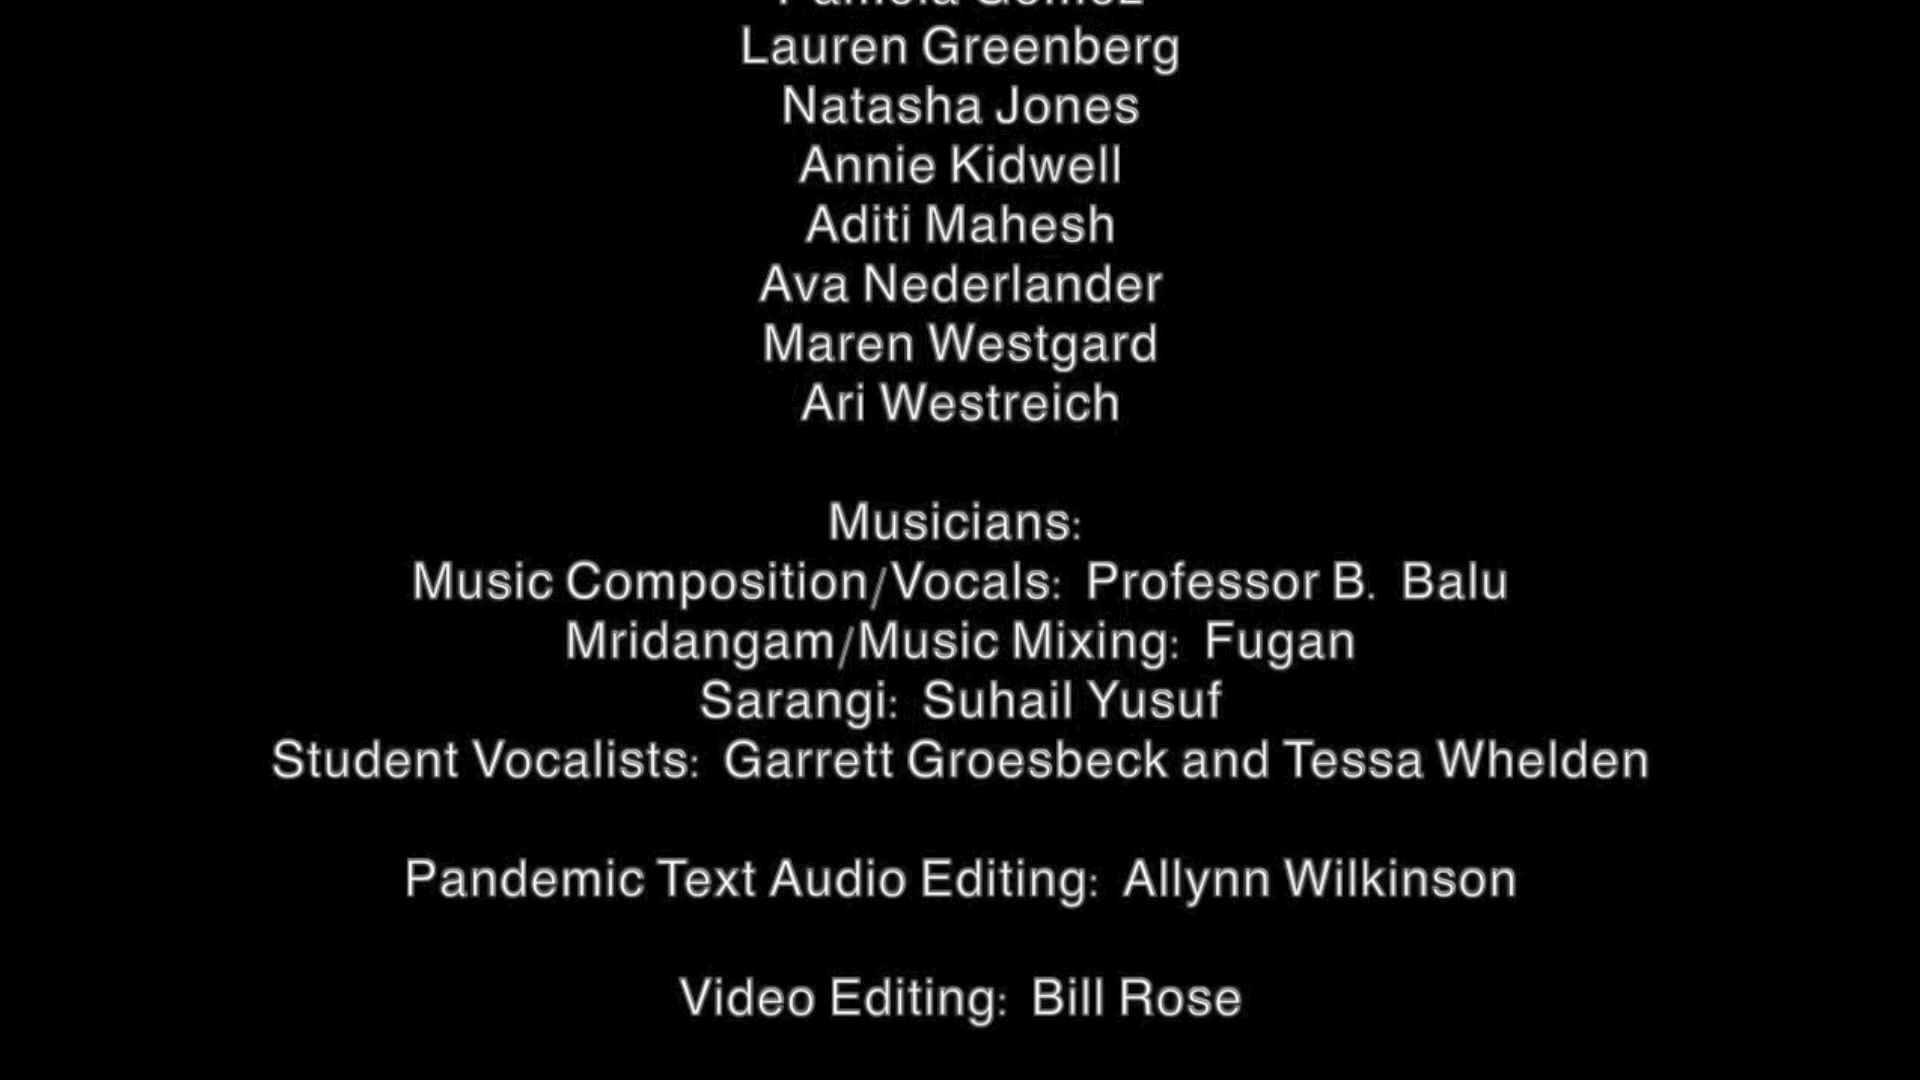 Lauren Greenberg
Natasha Jones
Annie Kidwell
Aditi Mahesh
Ava Nederlander
Maren Westgard
Ari Westreich
Musicians:
Music Composition/Vocals: Professor B. Balu
Mridangam/Music Mixing: Fugan
Sarangi: Suhail Yusuf
Student Vocalists: Garrett Groesbeck and Tessa Whelden
Pandemic Text Audio Editing: Allynn Wilkinson
Video Editing: Bill Rose